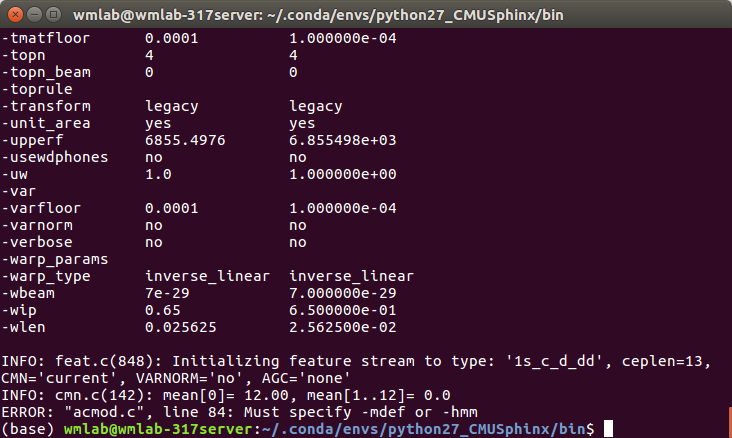 wmlab@wmlab-317server: ~/.conda/envs/python27_CMUSphinx/bin
-tmatfloor 0.0001 1.000000e-04
-topn 4 4
-topn_beam 0 0
-toprule
-transform legacy legacy
-unit_area yes yes
-upperf 6855.4976 6.855498e+03
-usewdphones no no
-uw 1.0 1.000000e+00
-var
-varfloor 0.0001 1.000000e-04
-varnorm no no
-verbose no no
-warp_params
-warp_type inverse_linear inverse_linear
-wbeam 7e-29 7.000000e-29
-wip 0.65 6.500000e-01
-wlen 0.025625 2.562500e-02
INFO: feat.c(848): Initializing feature stream to type: '1s_c_d_dd', ceplen=13,
CMN='current', VARNORM='no', AGC='none'
INFO: cmn.c(142): mean[0]= 12.00, mean[1..12]= 0.0
ERROR: "acmod.c", line 84: Must specify -mdef or -hmm
(base) wmlab@wmlab-317server:~/.conda/envs/python27_CMUSphinx/bin$